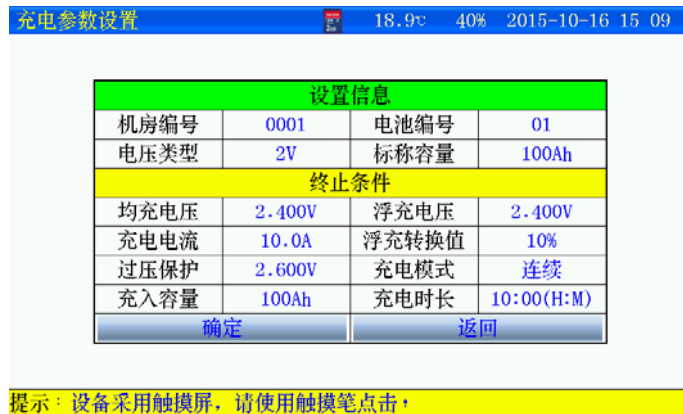 充电参数设置 18.9℃ 40% 2015-10-16 15 09
设置信息
机房编号 0001 电池编号 01
电压类型 2V 标称容量 100Ah
终止条件
均充电压 2.400V 浮充电压 2.400V
充电电流 10.0A 浮充转换值 10%
过压保护 2.600V 充电模式 连续
充入容量 100Ah 充电时长 10:00(H:M)
确定 返回
提示：设备采用触摸屏，请使用触摸笔点击！